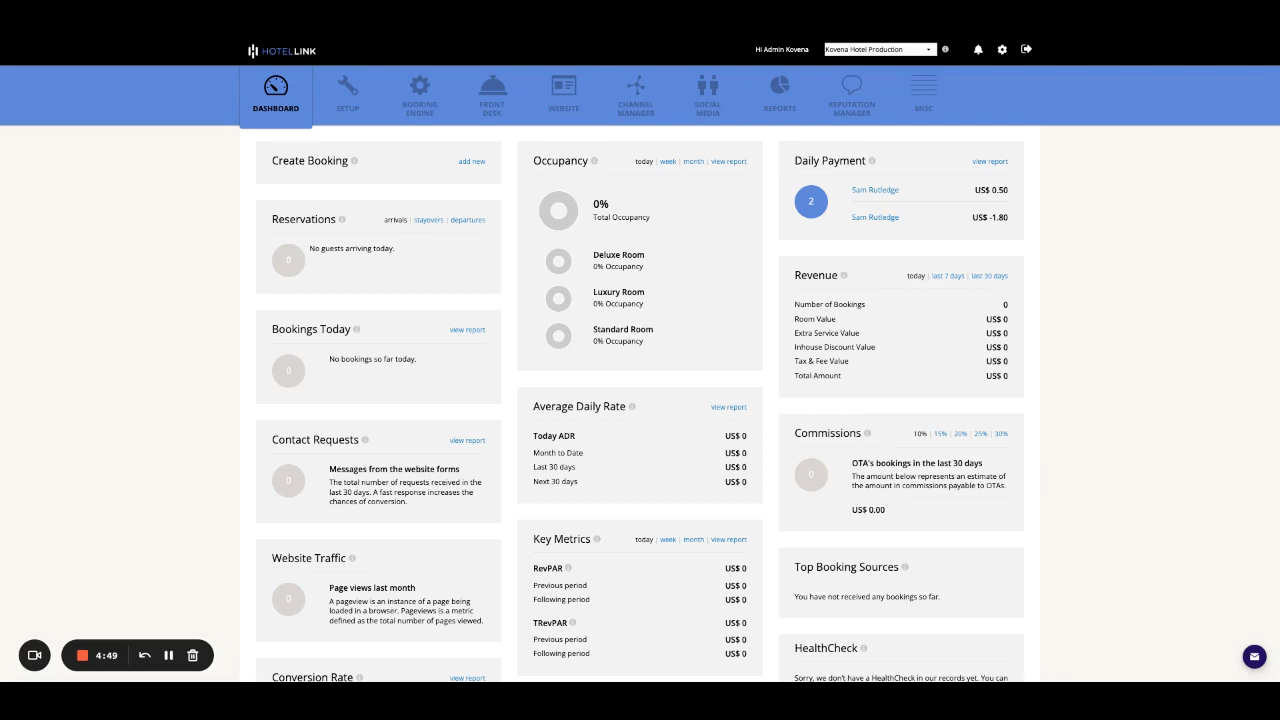 HOTELLINK
Hi Admin Kovena
Kovena Hotel Production
DASHBOARD
SETUP
BOOKING
ENGINE
FRONT
DESK
WEBSITE
CHANNEL
MANAGER
SOCIAL
MEDIA
REPORTS
REPUTATION
MANAGER
MISC
Create Booking
add new
Reservations
arrivals | stayovers | departures
0
No guests arriving today.
Bookings Today
view report
0
No bookings so far today.
Contact Requests
view report
0
Messages from the website forms
The total number of requests received in the
last 30 days. A fast response increases the
chances of conversion.
Website Traffic
0
Page views last month
A pageview is an instance of a page being
loaded in a browser. Pageviews is a metric
defined as the total number of pages viewed.
Conversion Rate
view report
Occupancy
today | week | month | view report
0%
Total Occupancy
Deluxe Room
0% Occupancy
Luxury Room
0% Occupancy
Standard Room
0% Occupancy
Average Daily Rate
view report
Today ADR US$ 0
Month to Date US$ 0
Last 30 days US$ 0
Next 30 days US$ 0
Key Metrics
today | week | month | view report
RevPAR US$ 0
Previous period US$ 0
Following period US$ 0
TRevPAR US$ 0
Previous period US$ 0
Following period US$ 0
Daily Payment
view report
2
Sam Rutledge US$ 0.50
Sam Rutledge US$ -1.80
Revenue
today | last 7 days | last 30 days
Number of Bookings 0
Room Value US$ 0
Extra Service Value US$ 0
Inhouse Discount Value US$ 0
Tax & Fee Value US$ 0
Total Amount US$ 0
Commissions
10% | 15% | 20% | 25% | 30%
0
OTA's bookings in the last 30 days
The amount below represents an estimate of
the amount in commissions payable to OTAs.
US$ 0.00
Top Booking Sources
You have not received any bookings so far.
HealthCheck
Sorry, we don't have a HealthCheck in our records yet. You can
4:49